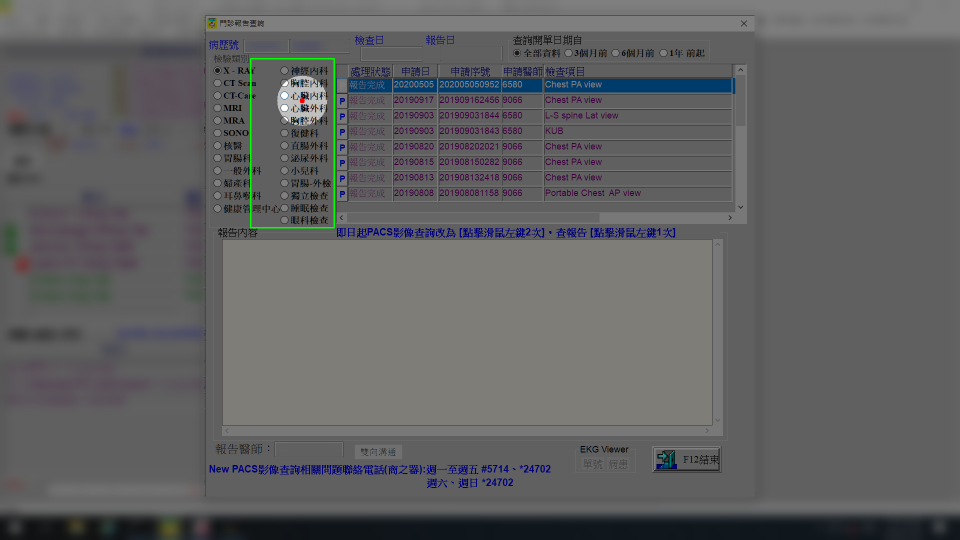 門診報告查詢
病歷號 檢查日 報告日 查詢開單日期自
全部資料 3個月前 6個月前 1年 前起
檢驗類別
X - RAY 神經內科
CT Scan 胸腔內科
CT-Care 心臟內科
MRI 心臟外科
MRA 胸腔外科
SONO 復健科
核醫 直腸外科
胃腸科 泌尿外科
一般外科 小兒科
婦產科 胃腸-外檢
耳鼻喉科 獨立檢查
健康管理中心 睡眠檢查
眼科檢查
處理狀態 申請日 申請序號 申請醫師 檢查項目
報告完成 20200505 202005050952 6580 Chest PA view
P 報告完成 20190917 201909162456 9066 Chest PA view
P 報告完成 20190903 201909031844 6580 L-S spine Lat view
P 報告完成 20190903 201909031843 6580 KUB
P 報告完成 20190820 201908202021 9066 Chest PA view
P 報告完成 20190815 201908150282 9066 Chest PA view
P 報告完成 20190813 201908132418 9066 Chest PA view
P 報告完成 20190808 201908081158 9066 Portable Chest AP view
報告內容 即日起PACS影像查詢改為 [點擊滑鼠左鍵2次]，查報告 [點擊滑鼠左鍵1次]
報告醫師： 雙向溝通 EKG Viewer
單號 病患
F12結束
New PACS影像查詢相關問題聯絡電話(商之器):週一至週五 #5714、*24702
週六、週日 *24702